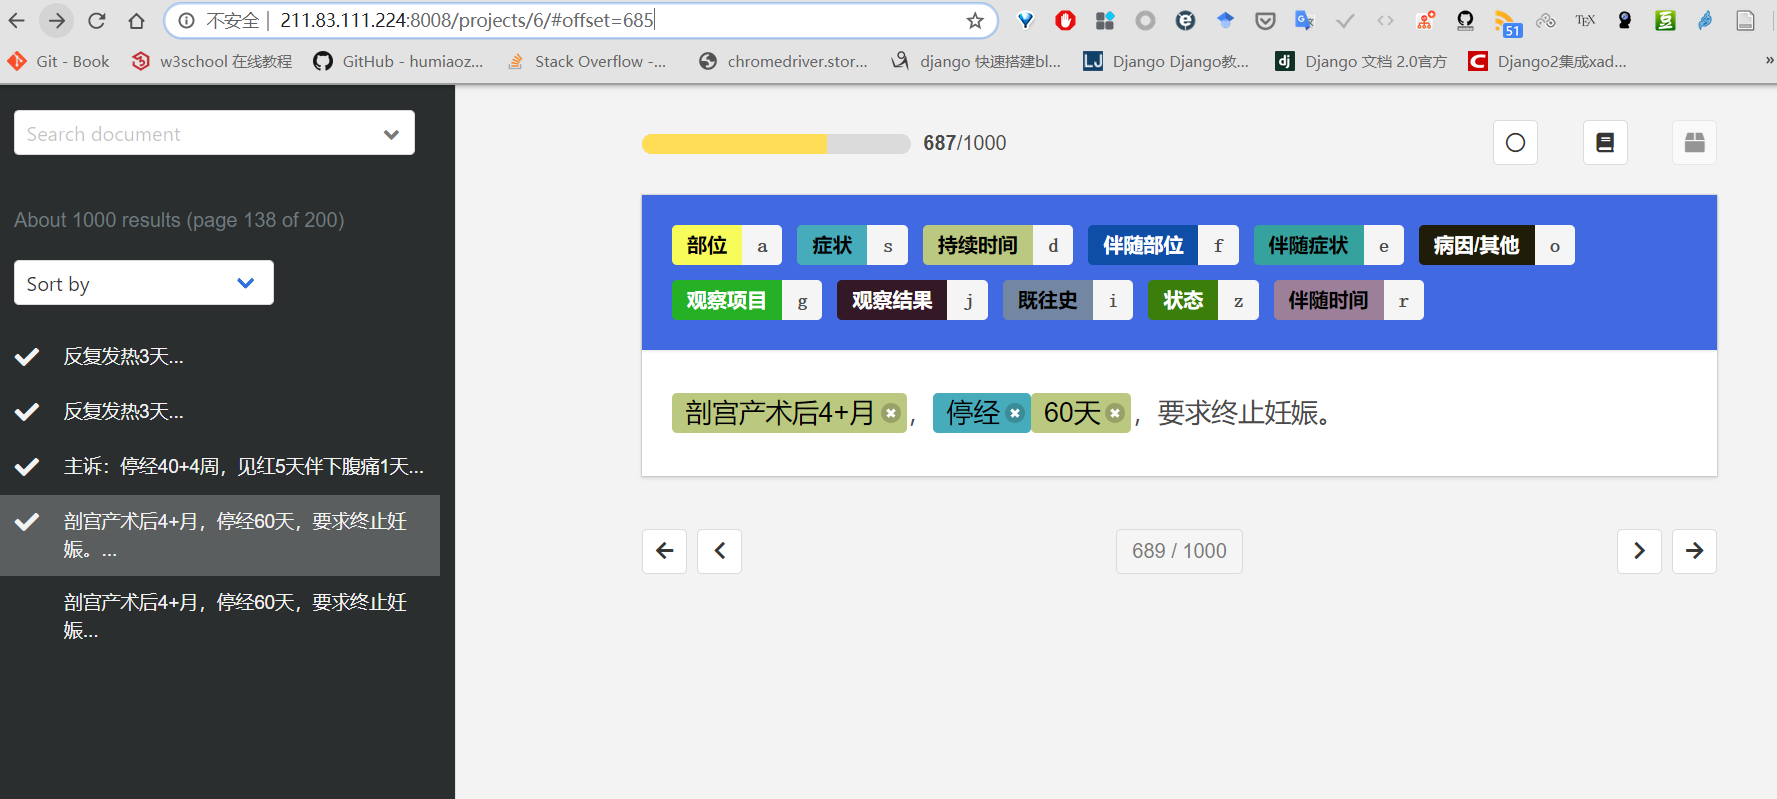 不安全 | 211.83.111.224:8008/projects/6/#offset=685
51
TEX
Git - Book
w3school 在线教程
GitHub - humiaoz...
Stack Overflow -...
chromedriver.stor...
django 快速搭建bl...
LJ
Django Django教...
dj
Django 文档 2.0官方
C
Django2集成xad...
»
Search document
About 1000 results (page 138 of 200)
Sort by
反复发热3天...
反复发热3天...
主诉：停经40+4周，见红5天伴下腹痛1天...
剖宫产术后4+月，停经60天，要求终止妊
娠。...
剖宫产术后4+月，停经60天，要求终止妊
娠...
687/1000
部位 a 症状 s 持续时间 d 伴随部位 f 伴随症状 e 病因/其他 o
观察项目 g 观察结果 j 既往史 i 状态 z 伴随时间 r
剖宫产术后4+月，停经60天，要求终止妊娠。
689 / 1000